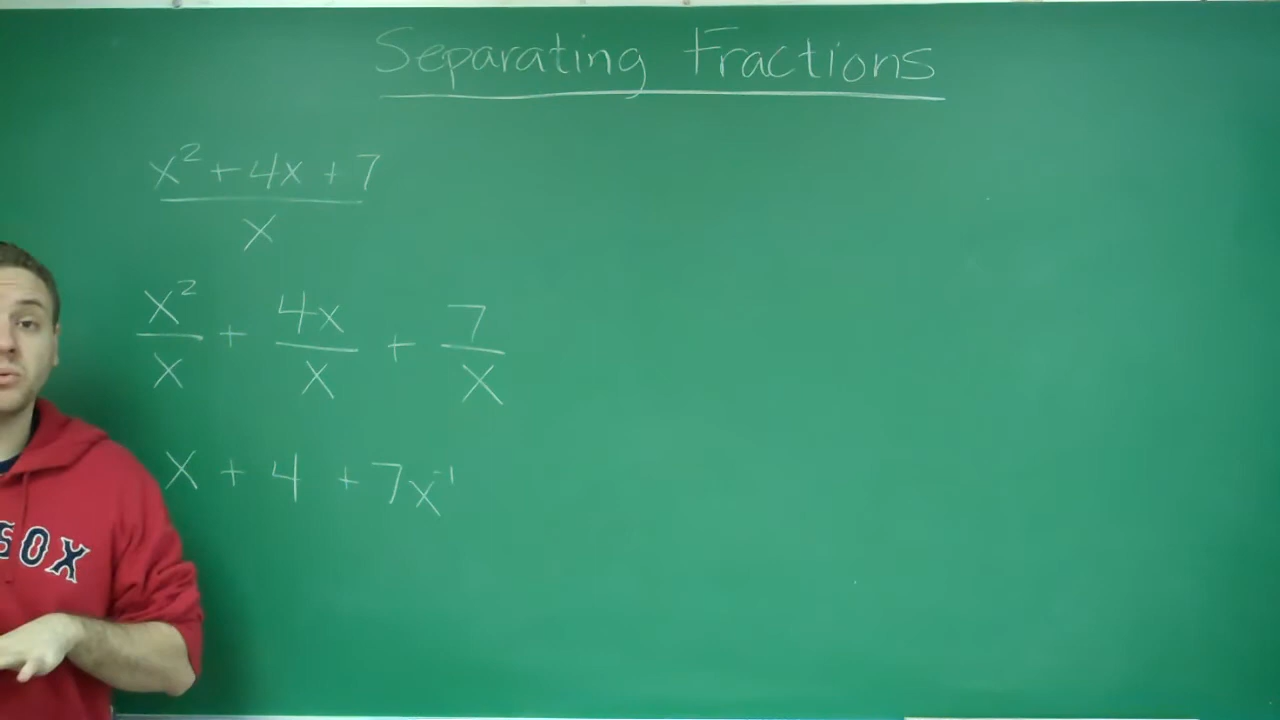 Separating Fractions
x² + 4x + 7
x
x² + 4x + 7
x x x
x + 4 + 7x⁻¹
SOX